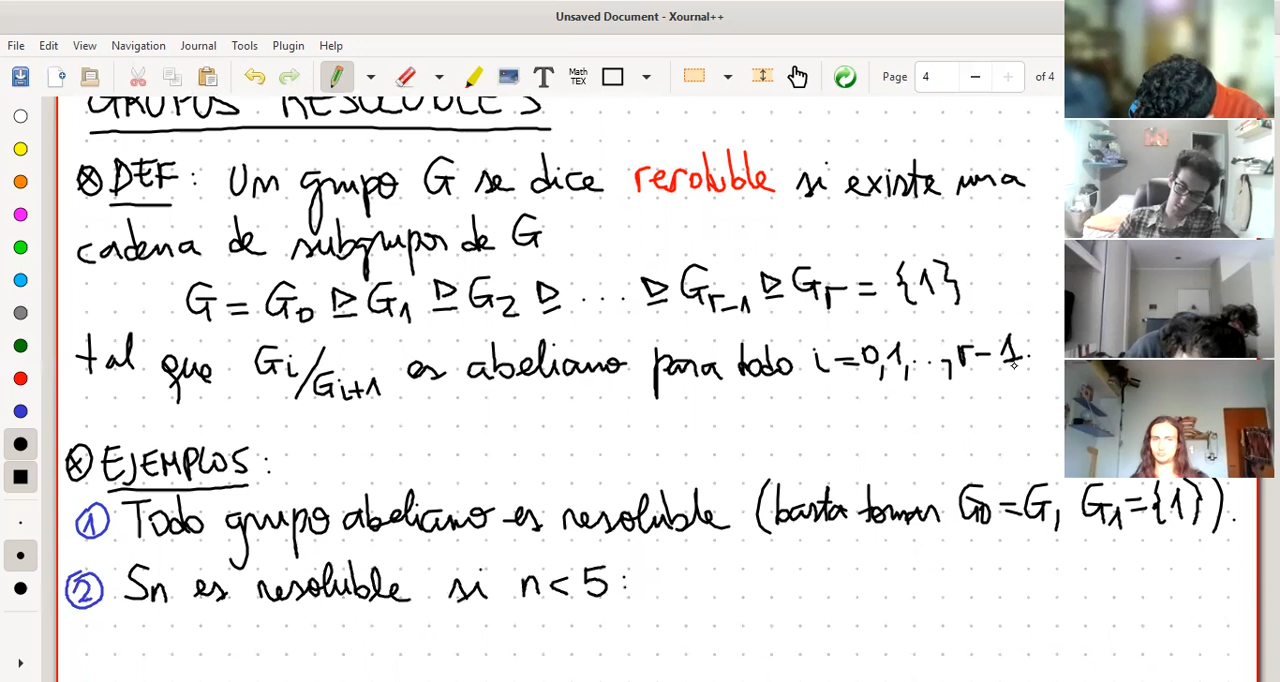 Unsaved Document - Xournal++
File Edit View Navigation Journal Tools Plugin Help
T Math TEX Page 4 of 4
GRUPOS RESOLUBLES
DEF: Un grupo G se dice resoluble si existe una
cadena de subgrupos de G
G = G₀ ⊵ G₁ ⊵ G₂ ⊵ ... ⊵ Gᵣ₋₁ ⊵ Gᵣ = {1}
tal que Gi/Gi+1 es abeliano para todo i=0,1,..,r-1.
EJEMPLOS:
① Todo grupo abeliano es resoluble (basta tomar G₀=G, G₁={1}).
② Sn es resoluble si n<5: